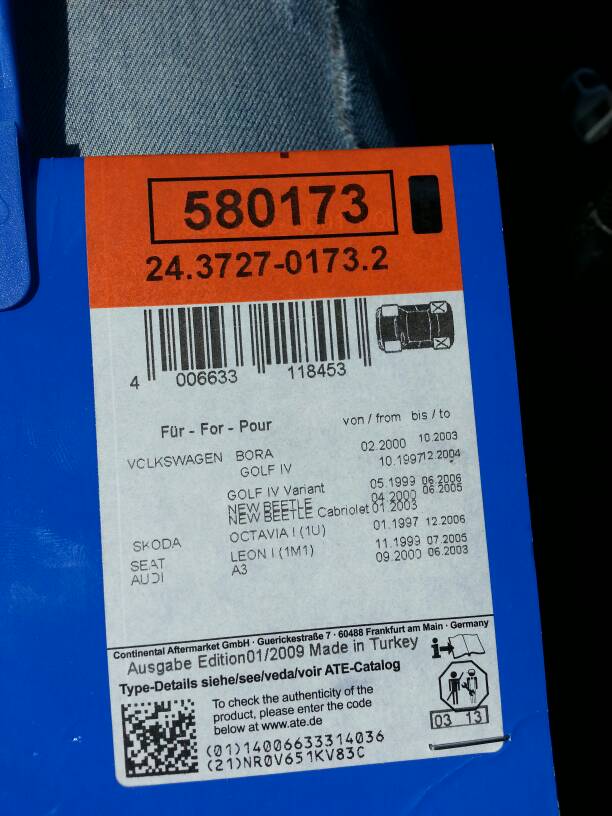 580173
24.3727-0173.2
4 006633 118453
Für - For - Pour von / from bis / to
VOLKSWAGEN BORA 02.2000 10.2003
GOLF IV 10.1997 12.2004
GOLF IV Variant 05.1999 06.2006
NEW BEETLE 04.2000 06.2005
NEW BEETLE Cabriolet 01.2003
SKODA OCTAVIA I (1U) 01.1997 12.2006
SEAT LEON I (1M1) 11.1999 07.2005
AUDI A3 09.2000 06.2003
Continental Aftermarket GmbH · Guerickestraße 7 · 60488 Frankfurt am Main · Germany
Ausgabe Edition01/2009 Made in Turkey
Type-Details siehe/see/veda/voir ATE-Catalog
To check the authenticity of the
product, please enter the code
below at www.ate.de
03 13
(01)14006633314036
(21)NR0V651KV83C